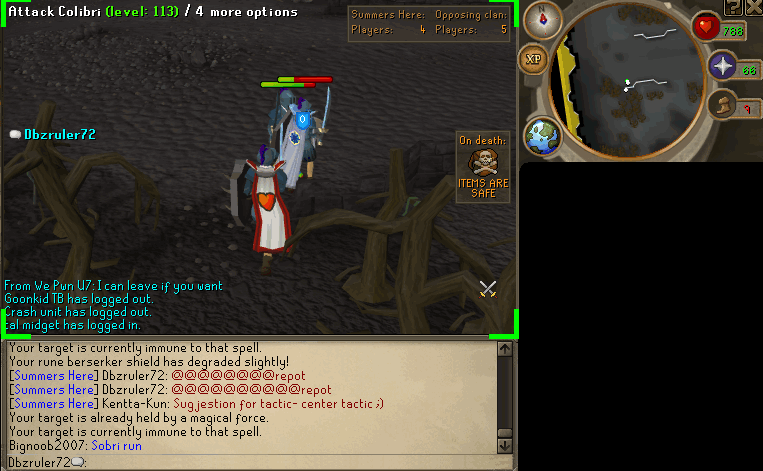 Attack Colibri (level: 113) / 4 more options
Summers Here: Opposing clan:
Players: 4 Players: 5
XP
766
66
?
0
Dbzruler72
On death:
ITEMS ARE
SAFE
From We Pwn U7: I can leave if you want
Goonkid TB has logged out.
Crash unit has logged out.
cal midget has logged in.
Your target is currently immune to that spell.
Your rune berserker shield has degraded slightly!
[Summers Here] Dbzruler72: @@@@@@@@repot
[Summers Here] Dbzruler72: @@@@@@@@@@repot
[Summers Here] Kentta-Kun: Sugjestion for tactic- center tactic ;)
Your target is already held by a magical force.
Your target is currently immune to that spell.
Bignoob2007: Sobri run
Dbzruler72: